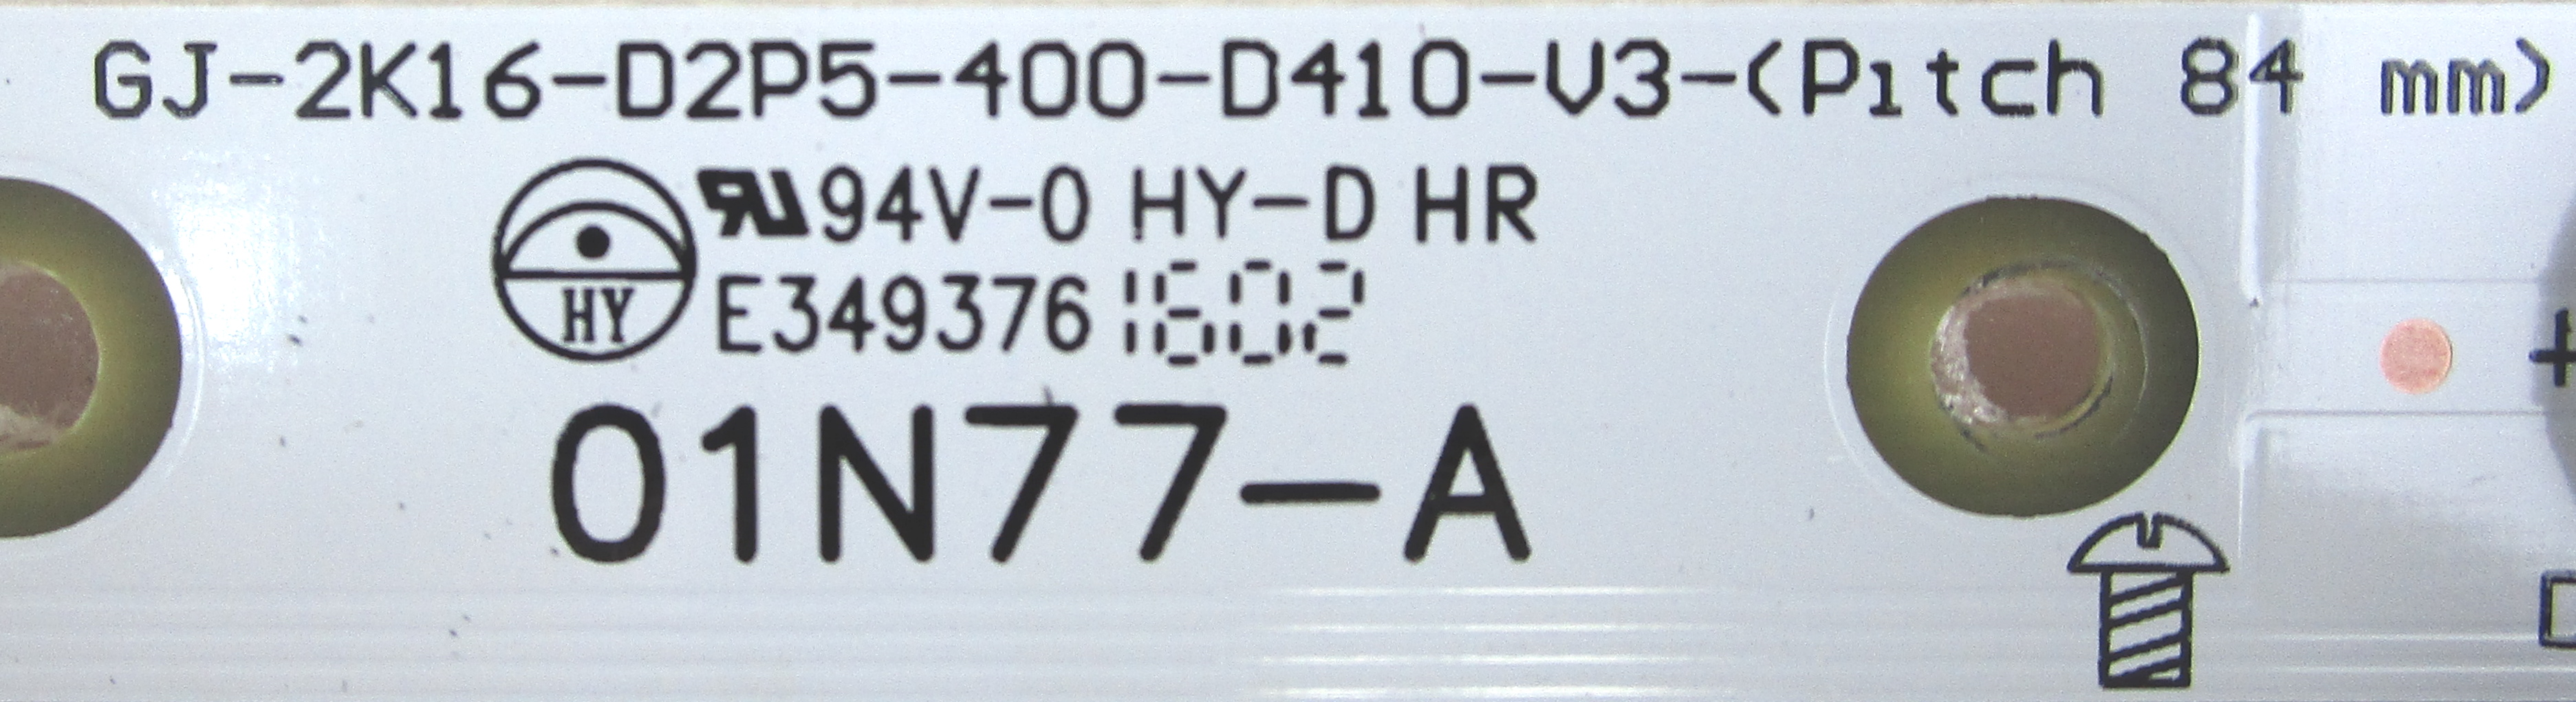 GJ-2K16-D2P5-400-D410-V3-(Pitch 84 mm)
94V-0 HY-D HR
HY
E349376 1602
01N77-A
+